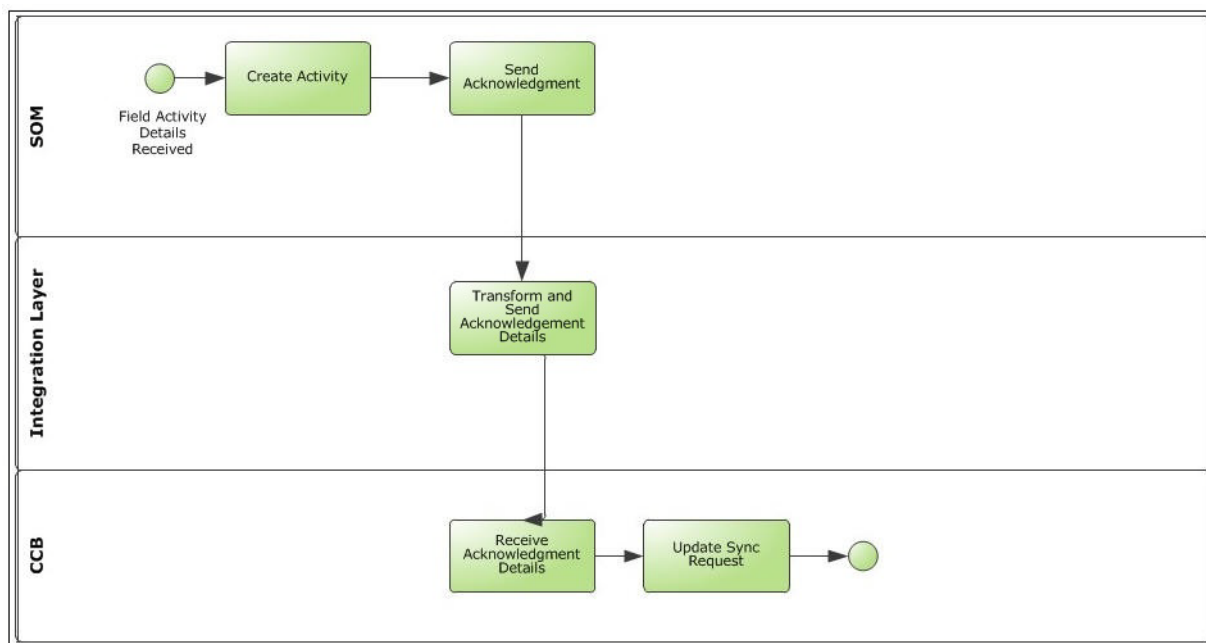 SOM
Create Activity
Send
Acknowledgment
Field Activity
Details
Received
Integration Layer
Transform and
Send
Acknowledgement
Details
CCB
Receive
Acknowledgment
Details
Update Sync
Request